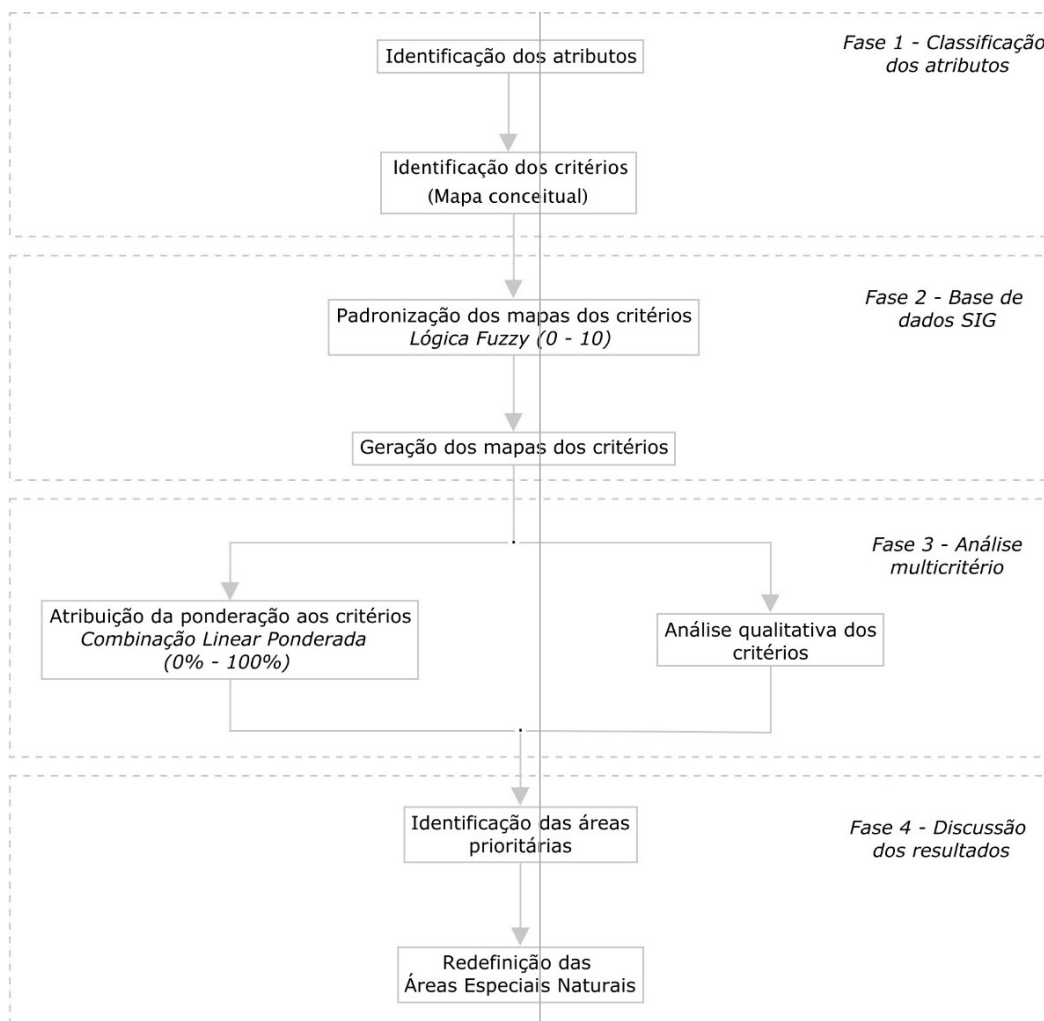 Identificação dos atributos
Fase 1 - Classificação
dos atributos
Identificação dos critérios
(Mapa conceitual)
Fase 2 - Base de
dados SIG
Padronização dos mapas dos critérios
Lógica Fuzzy (0 - 10)
Geração dos mapas dos critérios
Fase 3 - Análise
multicritério
Atribuição da ponderação aos critérios
Combinação Linear Ponderada
(0% - 100%)
Análise qualitativa dos
critérios
Identificação das áreas
prioritárias
Fase 4 - Discussão
dos resultados
Redefinição das
Áreas Especiais Naturais